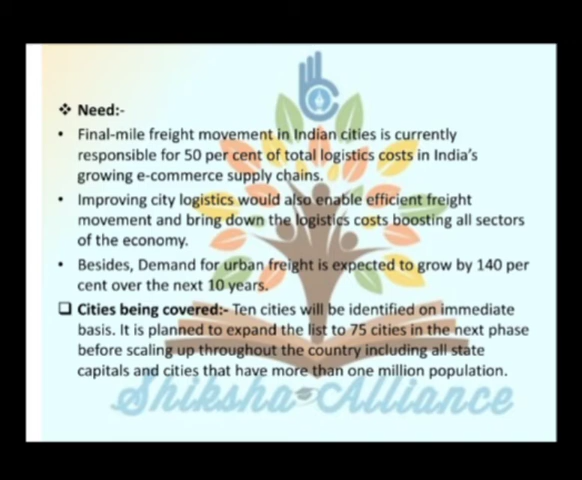 ❖ Need:-
• Final-mile freight movement in Indian cities is currently
responsible for 50 per cent of total logistics costs in India's
growing e-commerce supply chains.
• Improving city logistics would also enable efficient freight
movement and bring down the logistics costs boosting all sectors
of the economy.
• Besides, Demand for urban freight is expected to grow by 140 per
cent over the next 10 years.
❑ Cities being covered:- Ten cities will be identified on immediate
basis. It is planned to expand the list to 75 cities in the next phase
before scaling up throughout the country including all state
capitals and cities that have more than one million population.
Shiksha Alliance